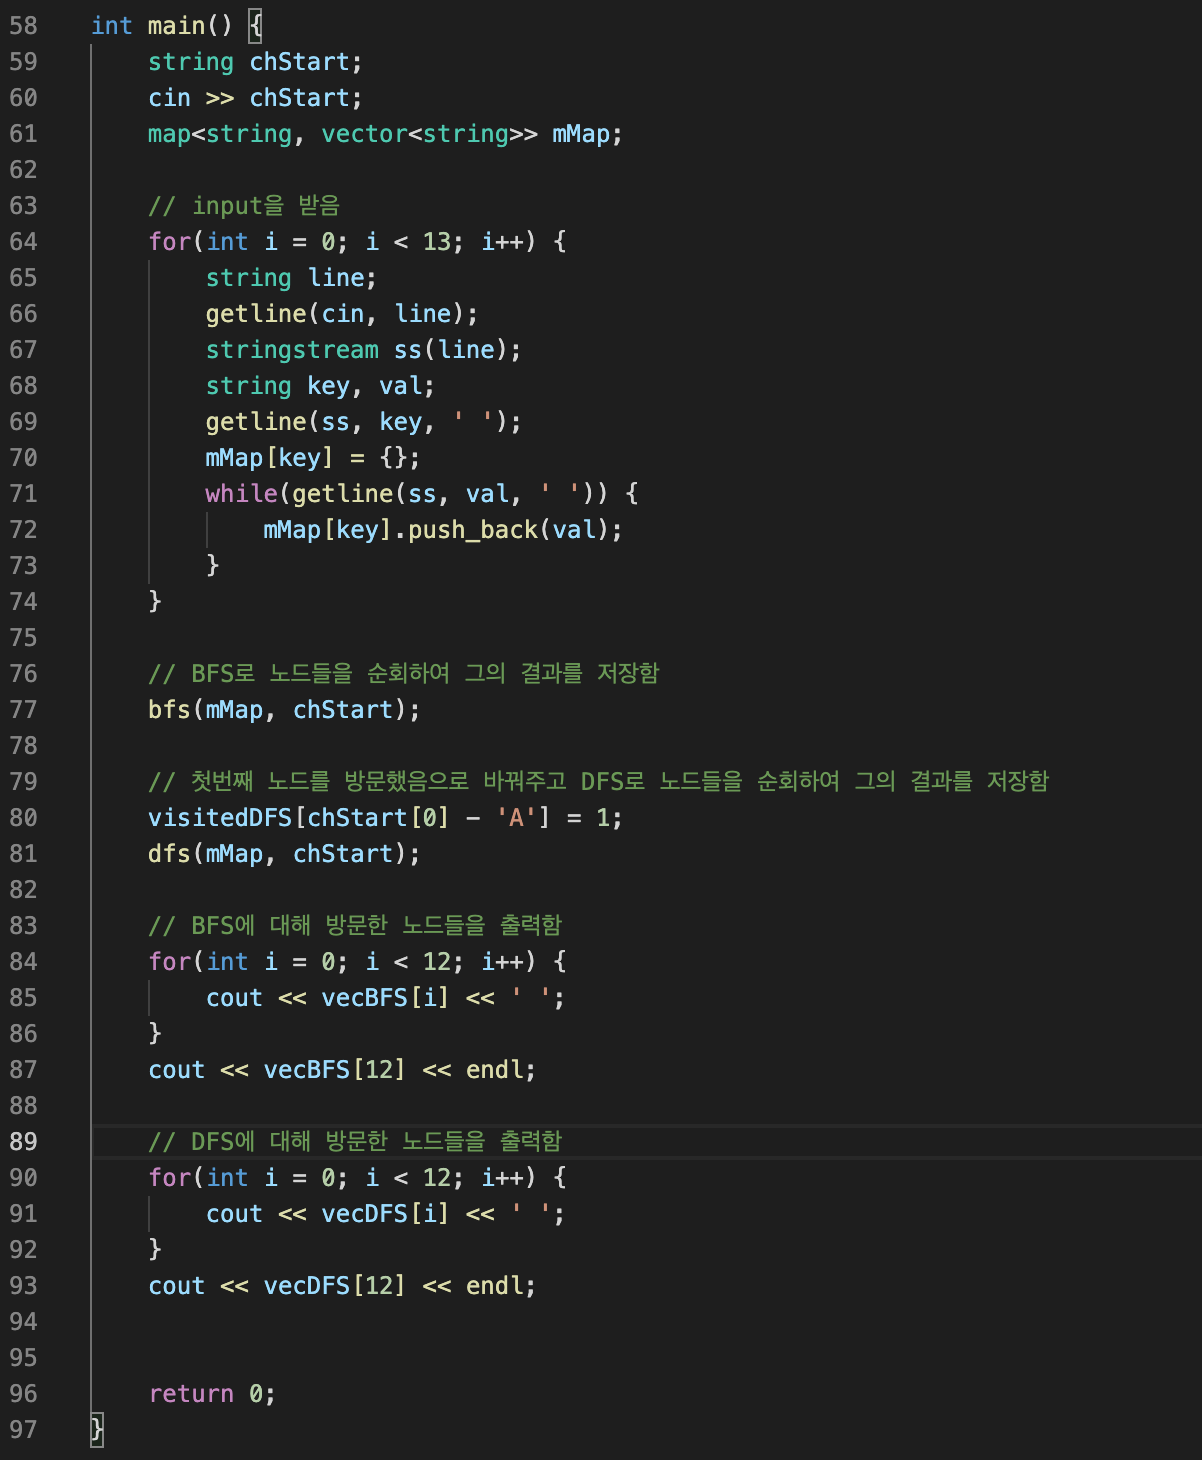 58 int main() {
59 string chStart;
60 cin >> chStart;
61 map<string, vector<string>> mMap;
62
63 // input을 받음
64 for(int i = 0; i < 13; i++) {
65 string line;
66 getline(cin, line);
67 stringstream ss(line);
68 string key, val;
69 getline(ss, key, ' ');
70 mMap[key] = {};
71 while(getline(ss, val, ' ')) {
72 mMap[key].push_back(val);
73 }
74 }
75
76 // BFS로 노드들을 순회하여 그의 결과를 저장함
77 bfs(mMap, chStart);
78
79 // 첫번째 노드를 방문했음으로 바꿔주고 DFS로 노드들을 순회하여 그의 결과를 저장함
80 visitedDFS[chStart[0] - 'A'] = 1;
81 dfs(mMap, chStart);
82
83 // BFS에 대해 방문한 노드들을 출력함
84 for(int i = 0; i < 12; i++) {
85 cout << vecBFS[i] << ' ';
86 }
87 cout << vecBFS[12] << endl;
88
89 // DFS에 대해 방문한 노드들을 출력함
90 for(int i = 0; i < 12; i++) {
91 cout << vecDFS[i] << ' ';
92 }
93 cout << vecDFS[12] << endl;
94
95
96 return 0;
97 }